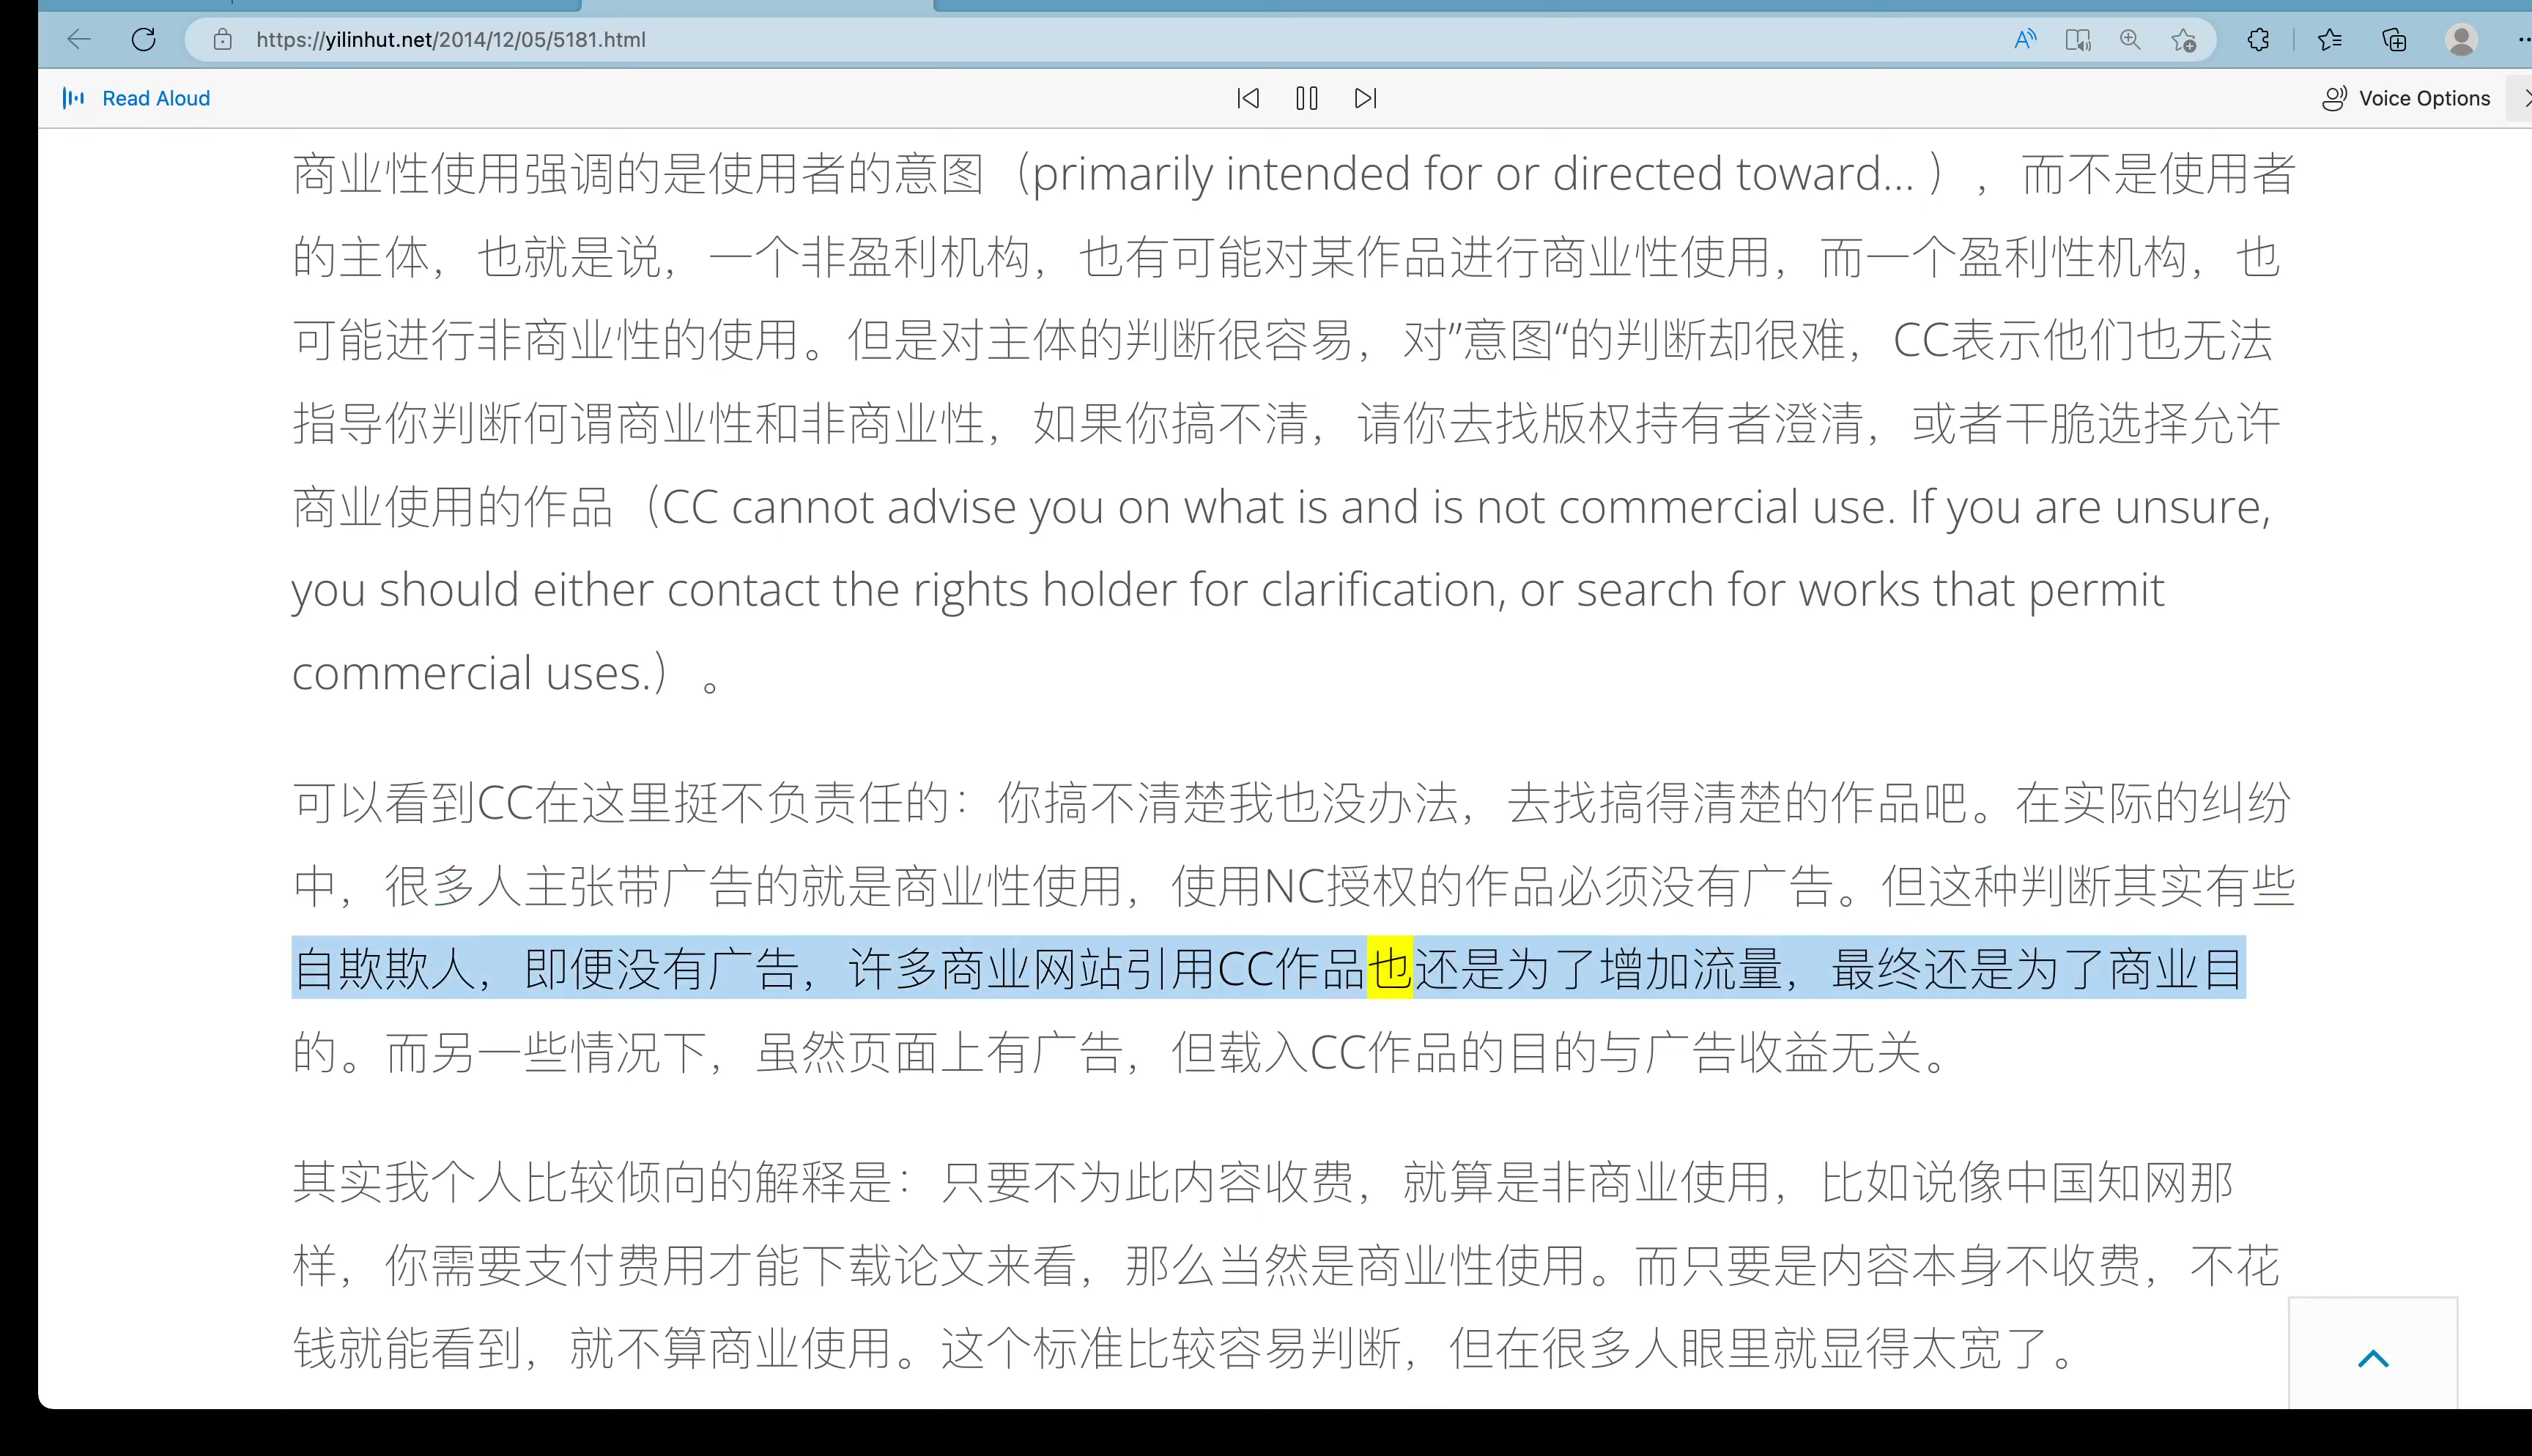 https://yilinhut.net/2014/12/05/5181.html
Read Aloud
Voice Options
商业性使用强调的是使用者的意图（primarily intended for or directed toward... ），而不是使用者
的主体，也就是说，一个非盈利机构，也有可能对某作品进行商业性使用，而一个盈利性机构，也
可能进行非商业性的使用。但是对主体的判断很容易，对”意图“的判断却很难，CC表示他们也无法
指导你判断何谓商业性和非商业性，如果你搞不清，请你去找版权持有者澄清，或者干脆选择允许
商业使用的作品（CC cannot advise you on what is and is not commercial use. If you are unsure,
you should either contact the rights holder for clarification, or search for works that permit
commercial uses.）。
可以看到CC在这里挺不负责任的：你搞不清楚我也没办法，去找搞得清楚的作品吧。在实际的纠纷
中，很多人主张带广告的就是商业性使用，使用NC授权的作品必须没有广告。但这种判断其实有些
自欺欺人，即便没有广告，许多商业网站引用CC作品也还是为了增加流量，最终还是为了商业目
的。而另一些情况下，虽然页面上有广告，但载入CC作品的目的与广告收益无关。
其实我个人比较倾向的解释是：只要不为此内容收费，就算是非商业使用，比如说像中国知网那
样，你需要支付费用才能下载论文来看，那么当然是商业性使用。而只要是内容本身不收费，不花
钱就能看到，就不算商业使用。这个标准比较容易判断，但在很多人眼里就显得太宽了。